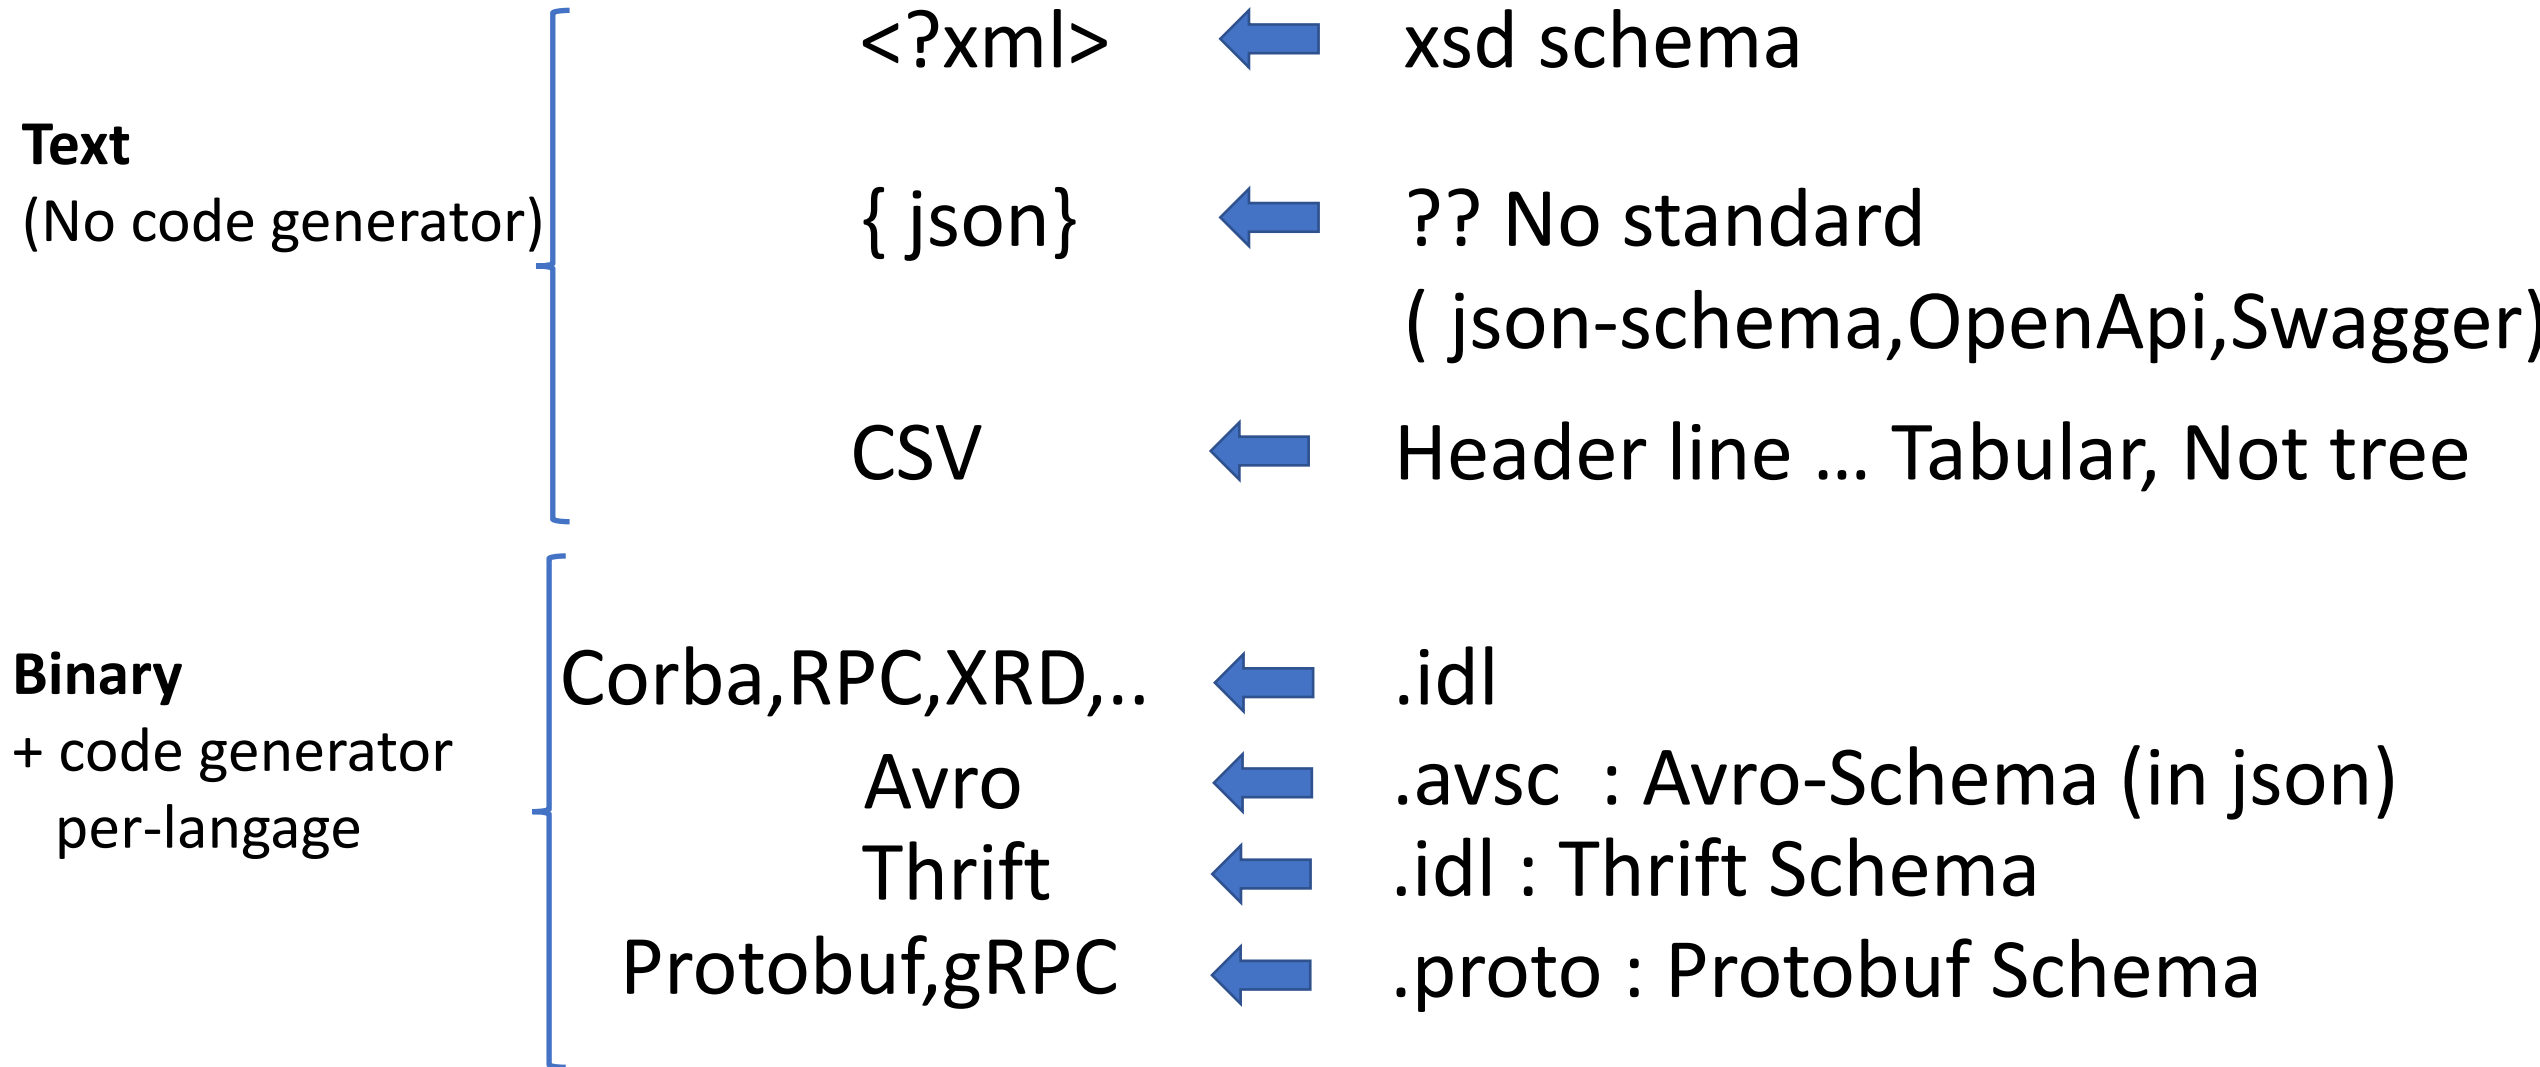 <?xml>
xsd schema
Text
(No code generator)
{ json}
?? No standard
( json-schema,OpenApi,Swagger)
CSV
Header line ... Tabular, Not tree
Binary
+ code generator
per-langage
Corba,RPC,XRD,..
.idl
Avro
.avsc : Avro-Schema (in json)
Thrift
.idl : Thrift Schema
Protobuf,gRPC
.proto : Protobuf Schema